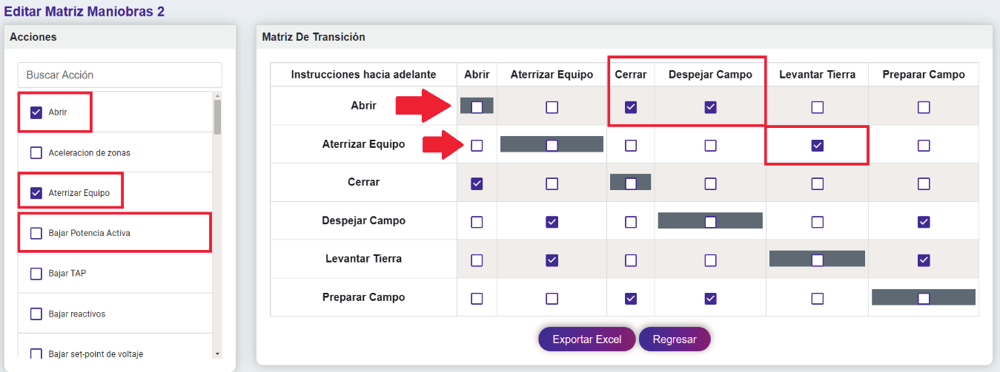 Editar Matriz Maniobras 2
Acciones
Buscar Acción
Abrir
Aceleracion de zonas
Aterrizar Equipo
Bajar Potencia Activa
Bajar TAP
Bajar reactivos
Bajar set-point de voltaje
Matriz De Transición
Instrucciones hacia adelante Abrir Aterrizar Equipo Cerrar Despejar Campo Levantar Tierra Preparar Campo
Abrir
Aterrizar Equipo
Cerrar
Despejar Campo
Levantar Tierra
Preparar Campo
Exportar Excel Regresar